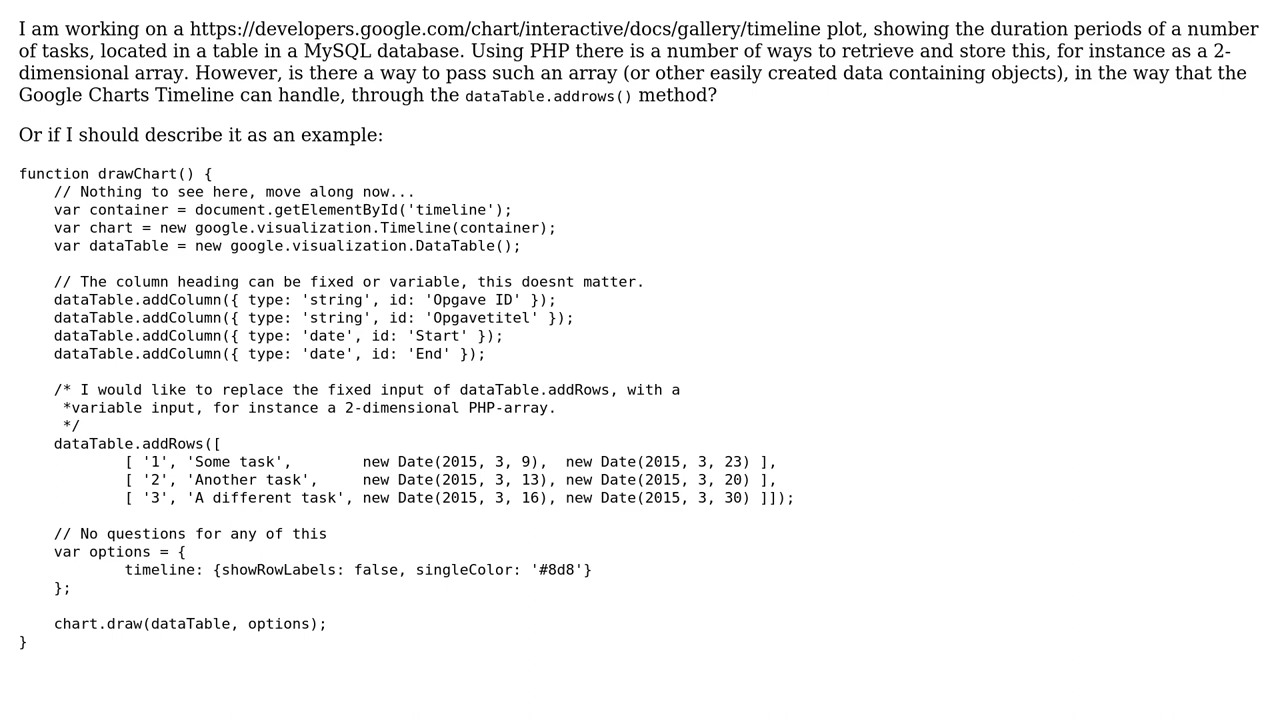 I am working on a https://developers.google.com/chart/interactive/docs/gallery/timeline plot, showing the duration periods of a number
of tasks, located in a table in a MySQL database. Using PHP there is a number of ways to retrieve and store this, for instance as a 2-
dimensional array. However, is there a way to pass such an array (or other easily created data containing objects), in the way that the
Google Charts Timeline can handle, through the dataTable.addrows() method?
Or if I should describe it as an example:
function drawChart() {
    // Nothing to see here, move along now...
    var container = document.getElementById('timeline');
    var chart = new google.visualization.Timeline(container);
    var dataTable = new google.visualization.DataTable();
    // The column heading can be fixed or variable, this doesnt matter.
    dataTable.addColumn({ type: 'string', id: 'Opgave ID' });
    dataTable.addColumn({ type: 'string', id: 'Opgavetitel' });
    dataTable.addColumn({ type: 'date', id: 'Start' });
    dataTable.addColumn({ type: 'date', id: 'End' });
    /* I would like to replace the fixed input of dataTable.addRows, with a
     *variable input, for instance a 2-dimensional PHP-array.
     */
    dataTable.addRows([
            [ '1', 'Some task',        new Date(2015, 3, 9),  new Date(2015, 3, 23) ],
            [ '2', 'Another task',     new Date(2015, 3, 13), new Date(2015, 3, 20) ],
            [ '3', 'A different task', new Date(2015, 3, 16), new Date(2015, 3, 30) ]]);
    // No questions for any of this
    var options = {
            timeline: {showRowLabels: false, singleColor: '#8d8'}
    };
    chart.draw(dataTable, options);
}